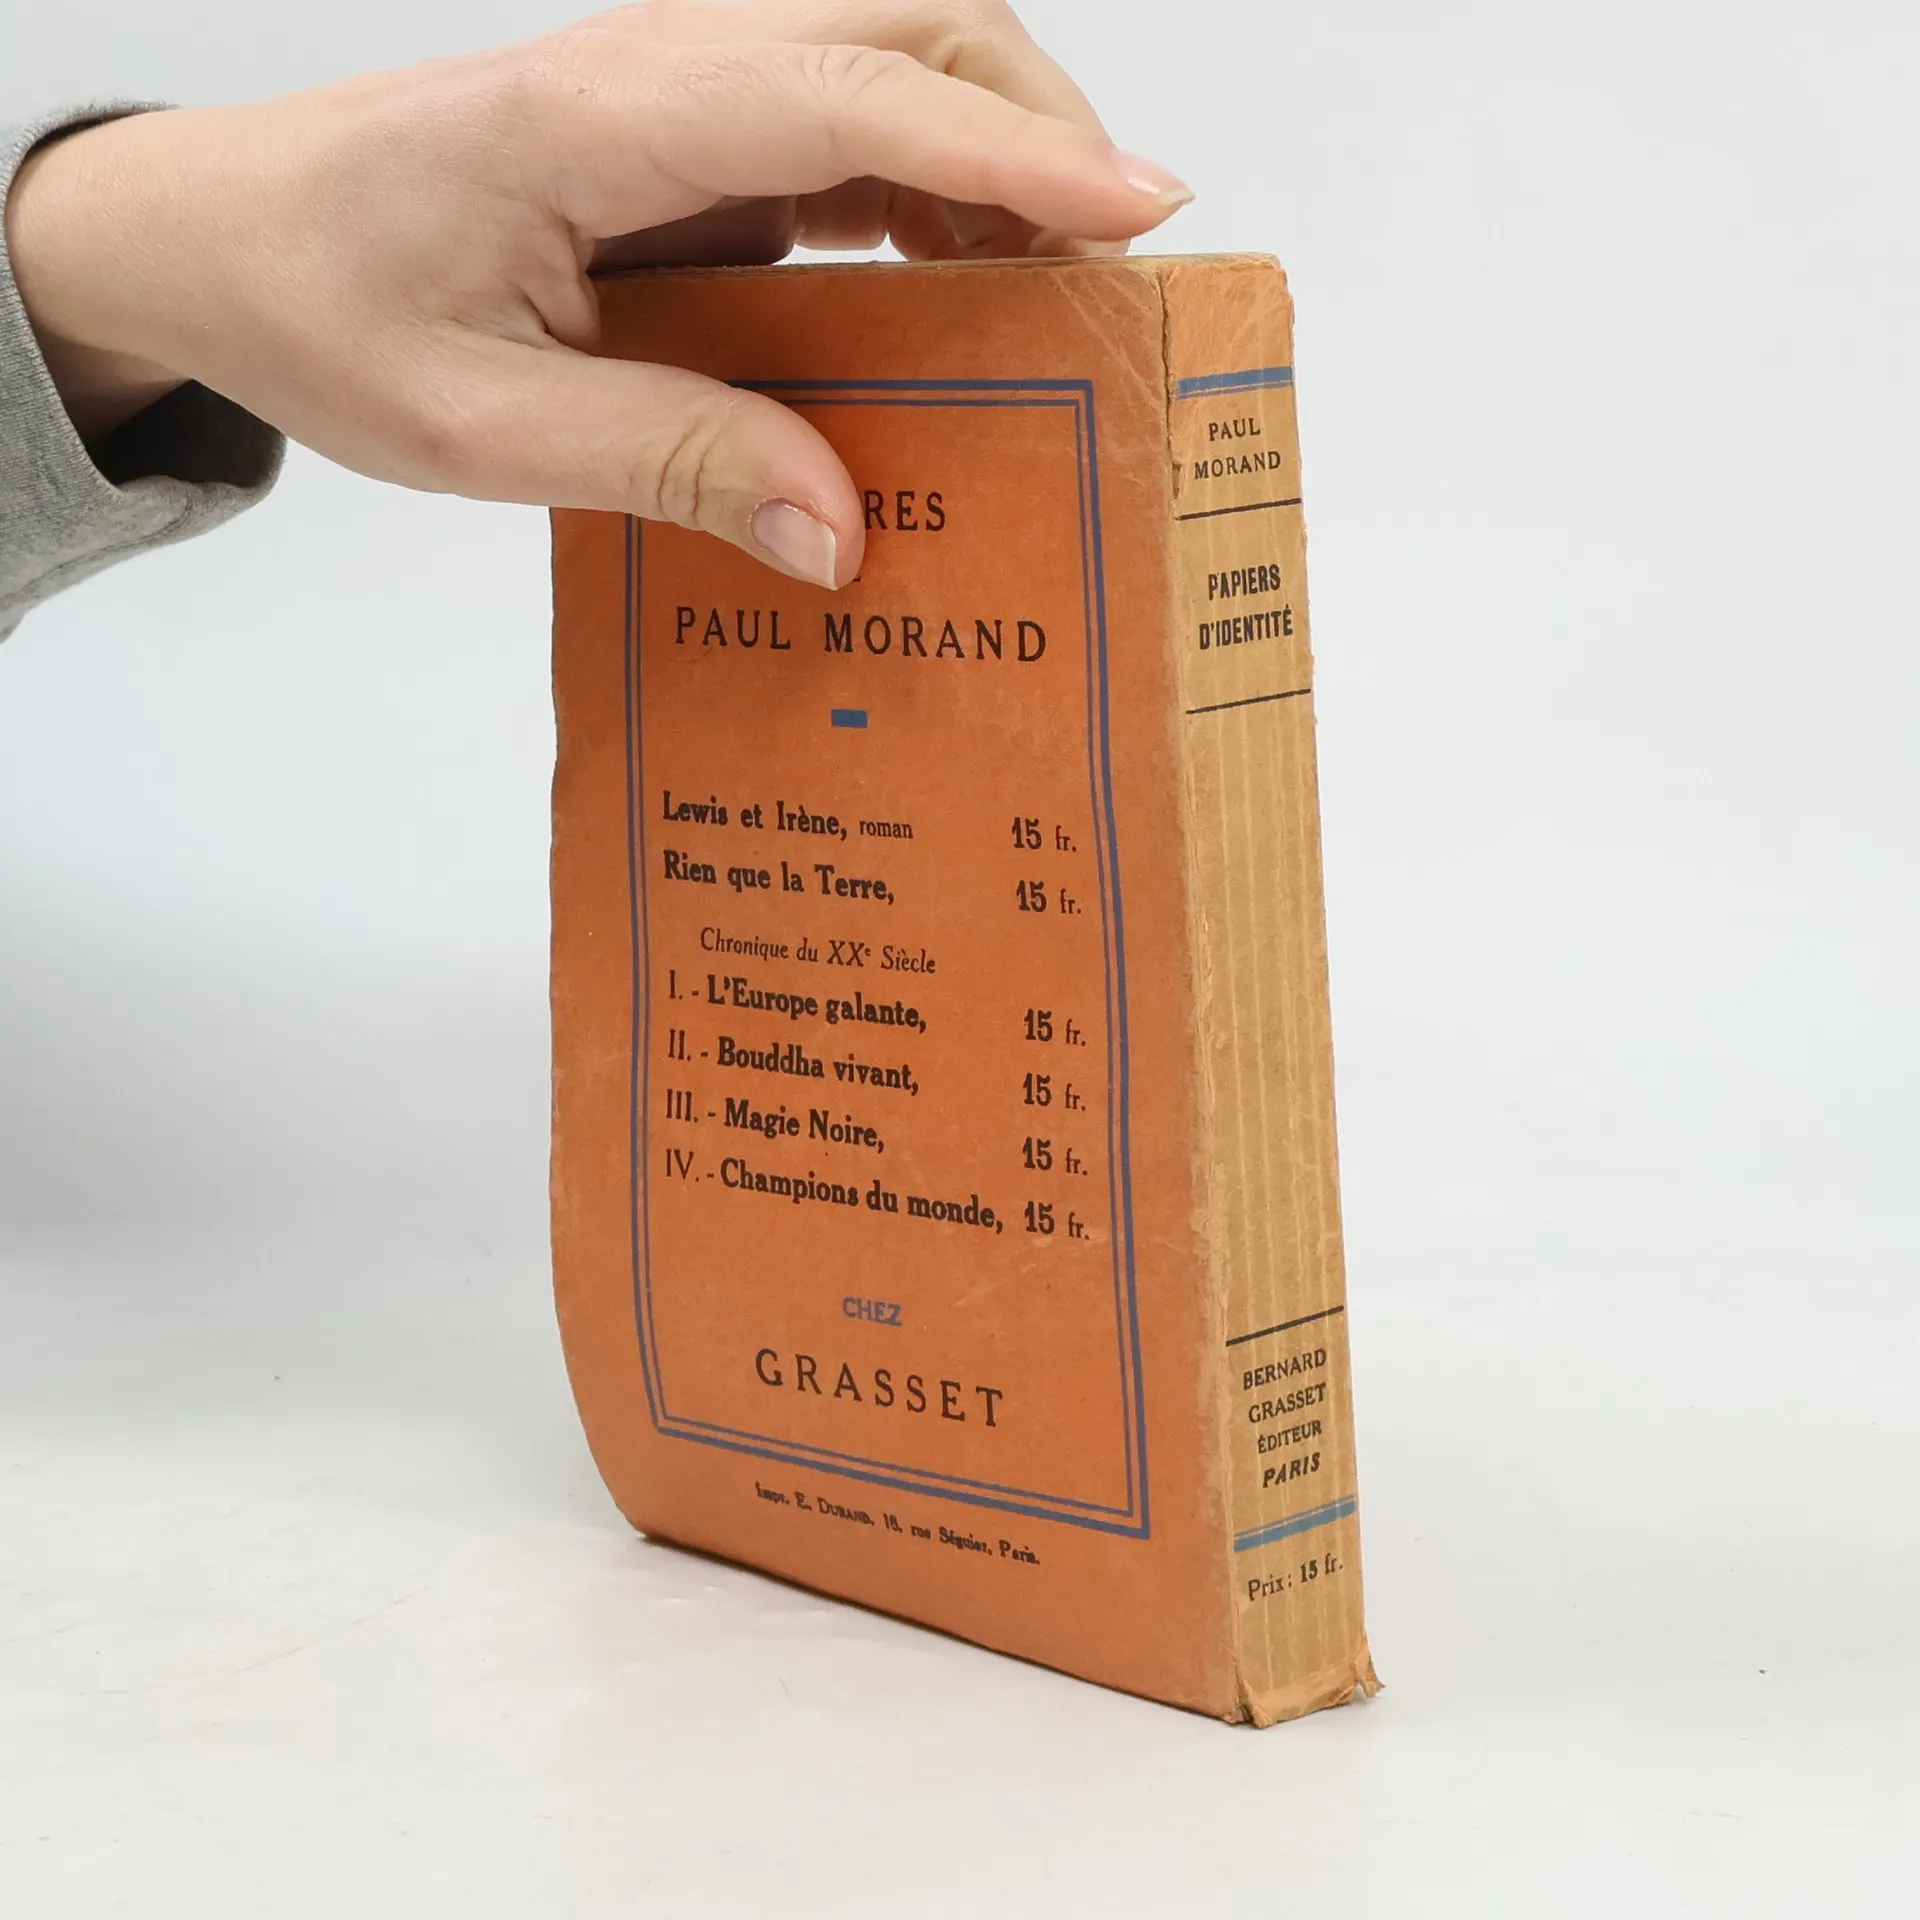 RES
PAUL MORAND
Lewis et Irène, roman 15 fr.
Rien que la Terre, 15 fr.
Chronique du XXe Siècle
I. - L'Europe galante, 15 fr.
II. - Bouddha vivant, 15 fr.
III. - Magie Noire, 15 fr.
IV. - Champions du monde, 15 fr.
CHEZ
GRASSET
Impr. E. DURAND, 18, rue Séguier, Paris.
PAUL
MORAND
PAPIERS
D'IDENTITÉ
BERNARD
GRASSET
ÉDITEUR
PARIS
Prix : 15 fr.